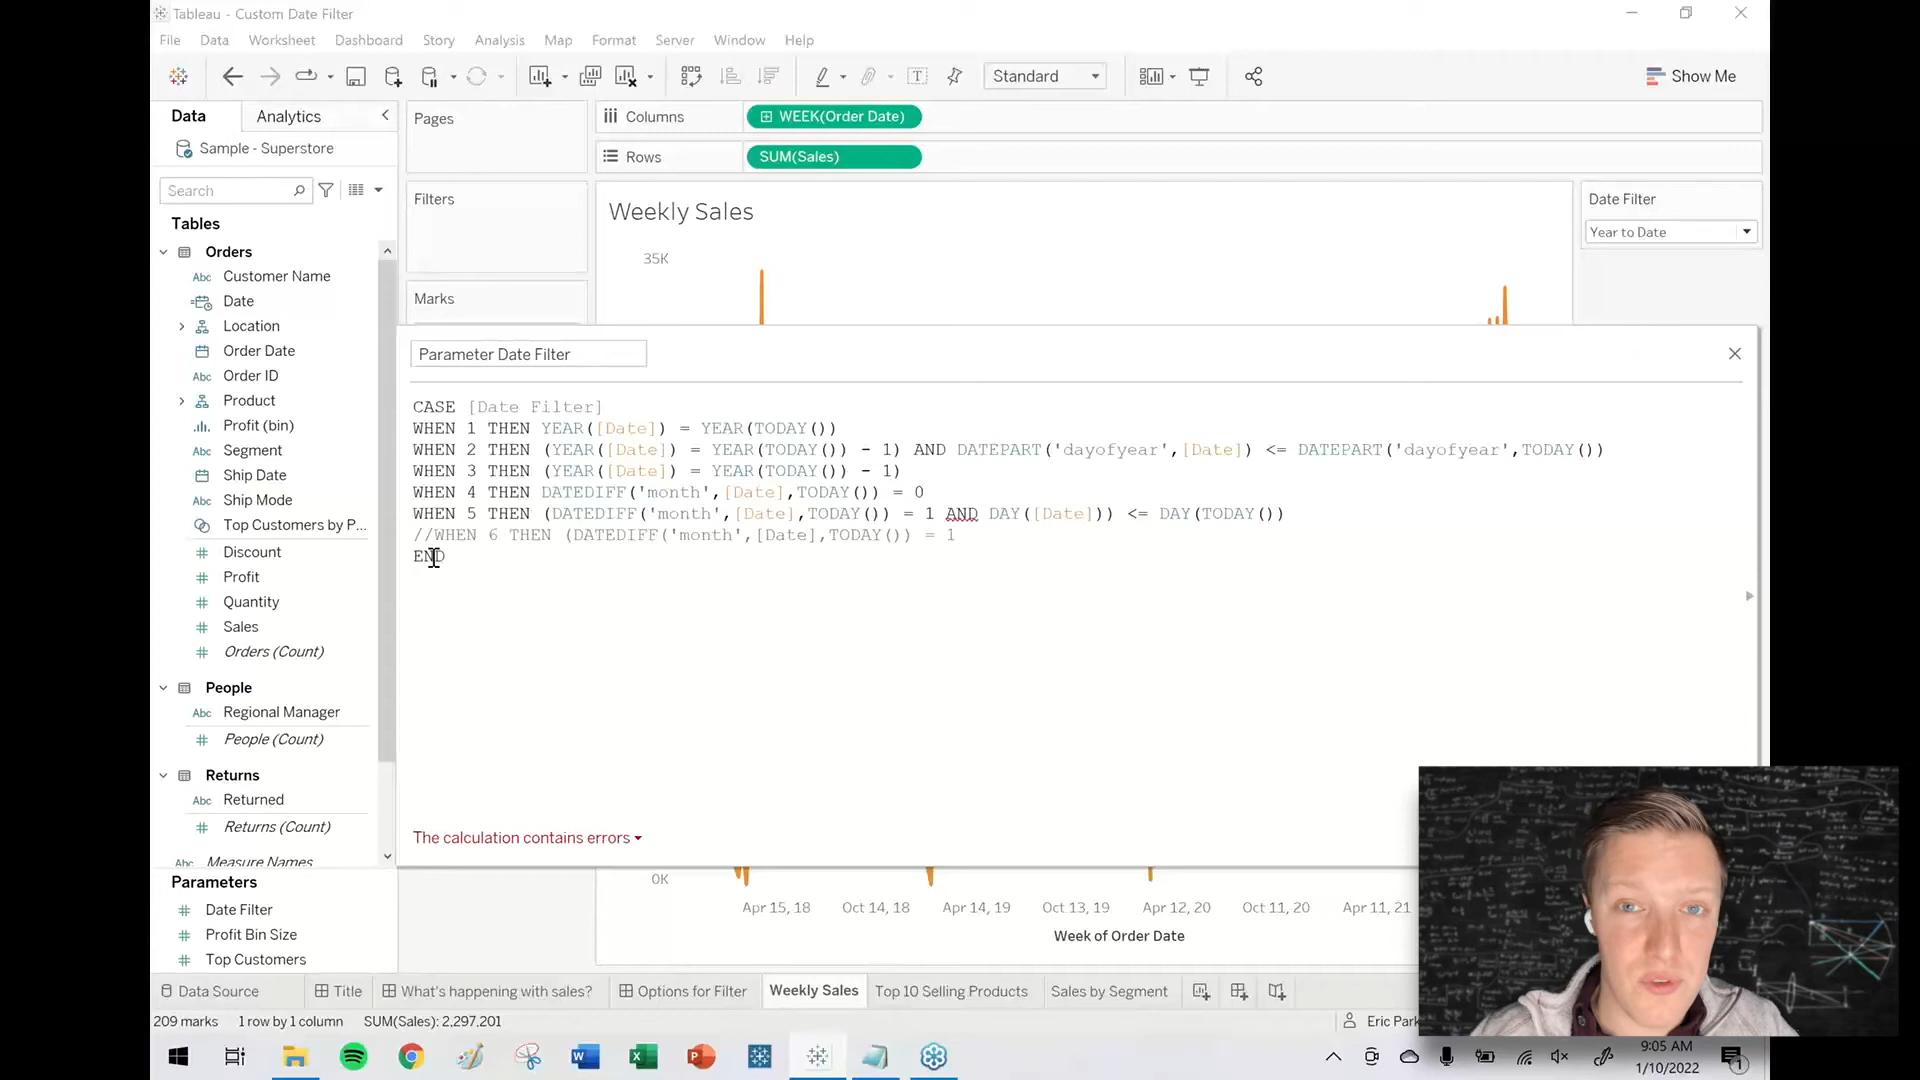 Tableau - Custom Date Filter
File Data Worksheet Dashboard Story Analysis Map Format Server Window Help
Standard
Show Me
Data
Analytics
Pages
Columns
WEEK(Order Date)
Sample - Superstore
Rows
SUM(Sales)
Search
Filters
Weekly Sales
Date Filter
Year to Date
Tables
35K
Orders
Abc Customer Name
Date
Location
Order Date
Abc Order ID
Product
Profit (bin)
Abc Segment
Ship Date
Abc Ship Mode
Top Customers by P...
Discount
Profit
Quantity
Sales
Orders (Count)
People
Abc Regional Manager
People (Count)
Returns
Abc Returned
Returns (Count)
Abc Measure Names
Parameters
Date Filter
Profit Bin Size
Top Customers
Marks
Parameter Date Filter
CASE [Date Filter]
WHEN 1 THEN YEAR([Date]) = YEAR(TODAY())
WHEN 2 THEN (YEAR([Date]) = YEAR(TODAY()) - 1) AND DATEPART('dayofyear',[Date]) <= DATEPART('dayofyear',TODAY())
WHEN 3 THEN (YEAR([Date]) = YEAR(TODAY()) - 1)
WHEN 4 THEN DATEDIFF('month',[Date],TODAY()) = 0
WHEN 5 THEN (DATEDIFF('month',[Date],TODAY()) = 1 AND DAY([Date])) <= DAY(TODAY())
//WHEN 6 THEN (DATEDIFF('month',[Date],TODAY()) = 1
END
The calculation contains errors
0K
Apr 15, 18 Oct 14, 18 Apr 14, 19 Oct 13, 19 Apr 12, 20 Oct 11, 20 Apr 11, 21
Week of Order Date
Data Source Title What's happening with sales? Options for Filter Weekly Sales Top 10 Selling Products Sales by Segment
209 marks 1 row by 1 column SUM(Sales): 2,297,201
Eric Park
9:05 AM
1/10/2022
1